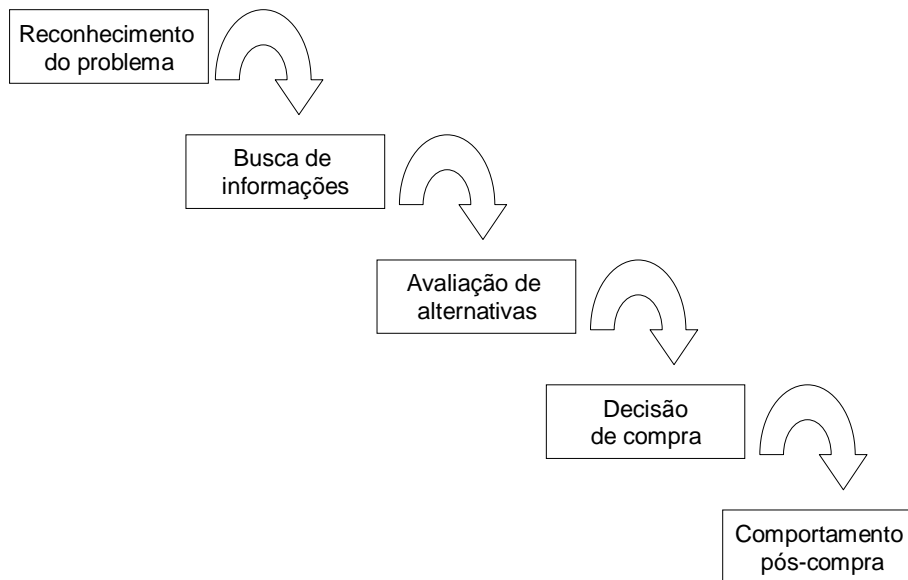 Reconhecimento
do problema
Busca de
informações
Avaliação de
alternativas
Decisão
de compra
Comportamento
pós-compra